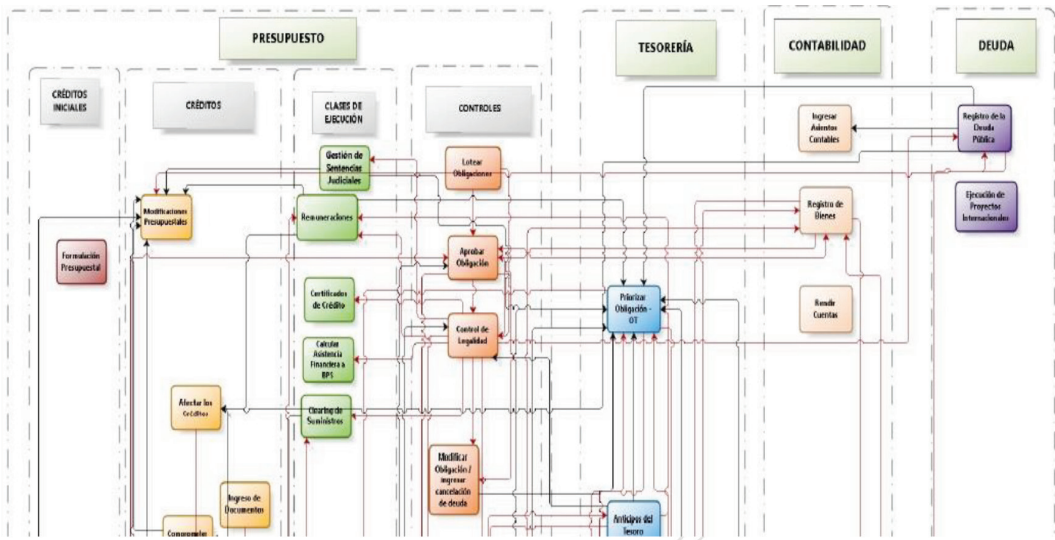 PRESUPUESTO
TESORERÍA
CONTABILIDAD
DEUDA
CRÉDITOS
INICIALES
CRÉDITOS
CLASES DE
EJECUCIÓN
CONTROLES
Gestión de
Sentencias
Judiciales
Lotear
Obligaciones
Ingresar
Asientos
Contables
Registro de la
Deuda
Pública
Modificaciones
Presupuestales
Remuneraciones
Registro de
Bienes
Ejecución de
Proyectos
Internacionales
Formulación
Presupuestal
Aprobar
Obligación
Certificados
de Crédito
Priorizar
Obligación -
OT
Rendir
Cuentas
Control de
Legalidad
Calcular
Asistencia
Financiera a
BPS
Afectar los
Créditos
Clearing de
Suministros
Modificar
Obligación /
ingresar
cancelación
de deuda
Ingreso de
Documentos
Anticipos del
Tesoro
Comprometer